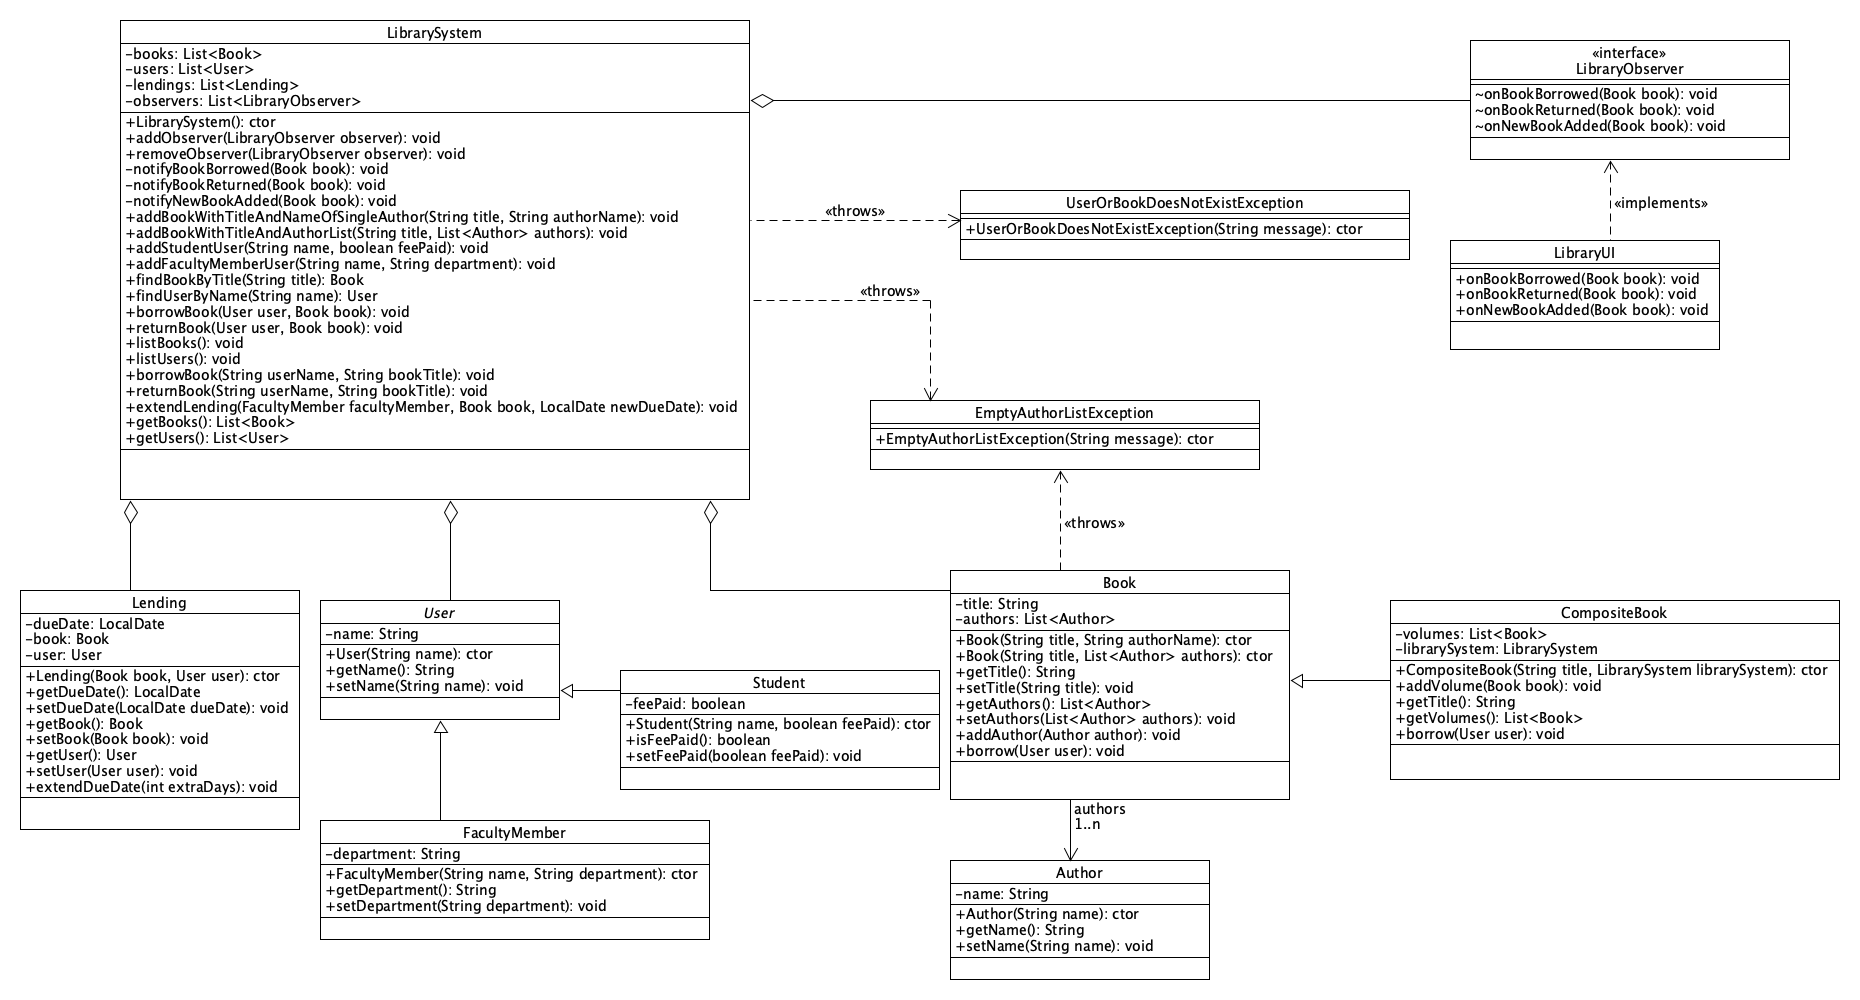 LibrarySystem
-books: List<Book>
-users: List<User>
-lendings: List<Lending>
-observers: List<LibraryObserver>
+LibrarySystem(): ctor
+addObserver(LibraryObserver observer): void
+removeObserver(LibraryObserver observer): void
-notifyBookBorrowed(Book book): void
-notifyBookReturned(Book book): void
-notifyNewBookAdded(Book book): void
+addBookWithTitleAndNameOfSingleAuthor(String title, String authorName): void
+addBookWithTitleAndAuthorList(String title, List<Author> authors): void
+addStudentUser(String name, boolean feePaid): void
+addFacultyMemberUser(String name, String department): void
+findBookByTitle(String title): Book
+findUserByName(String name): User
+borrowBook(User user, Book book): void
+returnBook(User user, Book book): void
+listBooks(): void
+listUsers(): void
+borrowBook(String userName, String bookTitle): void
+returnBook(String userName, String bookTitle): void
+extendLending(FacultyMember facultyMember, Book book, LocalDate newDueDate): void
+getBooks(): List<Book>
+getUsers(): List<User>
«interface»
LibraryObserver
~onBookBorrowed(Book book): void
~onBookReturned(Book book): void
~onNewBookAdded(Book book): void
«implements»
LibraryUI
+onBookBorrowed(Book book): void
+onBookReturned(Book book): void
+onNewBookAdded(Book book): void
«throws»
UserOrBookDoesNotExistException
+UserOrBookDoesNotExistException(String message): ctor
«throws»
EmptyAuthorListException
+EmptyAuthorListException(String message): ctor
«throws»
Lending
-dueDate: LocalDate
-book: Book
-user: User
+Lending(Book book, User user): ctor
+getDueDate(): LocalDate
+setDueDate(LocalDate dueDate): void
+getBook(): Book
+setBook(Book book): void
+getUser(): User
+setUser(User user): void
+extendDueDate(int extraDays): void
User
-name: String
+User(String name): ctor
+getName(): String
+setName(String name): void
Student
-feePaid: boolean
+Student(String name, boolean feePaid): ctor
+isFeePaid(): boolean
+setFeePaid(boolean feePaid): void
FacultyMember
-department: String
+FacultyMember(String name, String department): ctor
+getDepartment(): String
+setDepartment(String department): void
Book
-title: String
-authors: List<Author>
+Book(String title, String authorName): ctor
+Book(String title, List<Author> authors): ctor
+getTitle(): String
+setTitle(String title): void
+getAuthors(): List<Author>
+setAuthors(List<Author> authors): void
+addAuthor(Author author): void
+borrow(User user): void
authors
1..n
Author
-name: String
+Author(String name): ctor
+getName(): String
+setName(String name): void
CompositeBook
-volumes: List<Book>
-librarySystem: LibrarySystem
+CompositeBook(String title, LibrarySystem librarySystem): ctor
+addVolume(Book book): void
+getTitle(): String
+getVolumes(): List<Book>
+borrow(User user): void